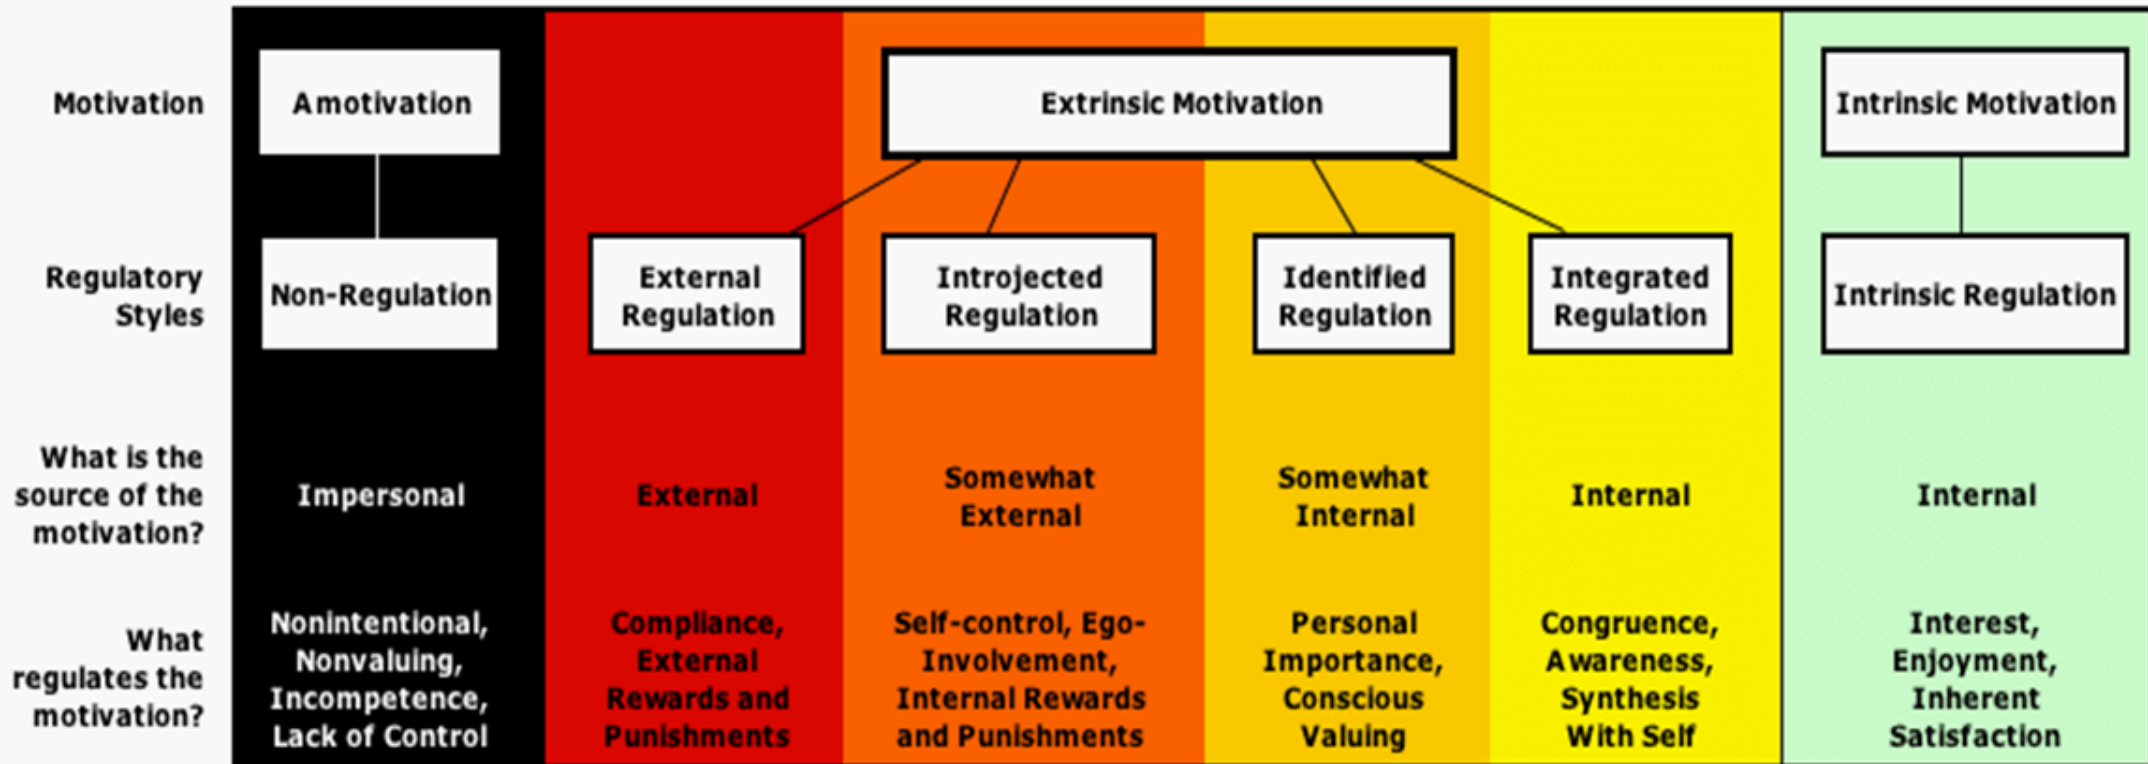 Motivation
Amotivation
Extrinsic Motivation
Intrinsic Motivation
Regulatory
Styles
Non-Regulation
External
Regulation
Introjected
Regulation
Identified
Regulation
Integrated
Regulation
Intrinsic Regulation
What is the
source of the
motivation?
Impersonal
External
Somewhat
External
Somewhat
Internal
Internal
Internal
What
regulates the
motivation?
Nonintentional,
Nonvaluing,
Incompetence,
Lack of Control
Compliance,
External
Rewards and
Punishments
Self-control, Ego-
Involvement,
Internal Rewards
and Punishments
Personal
Importance,
Conscious
Valuing
Congruence,
Awareness,
Synthesis
With Self
Interest,
Enjoyment,
Inherent
Satisfaction